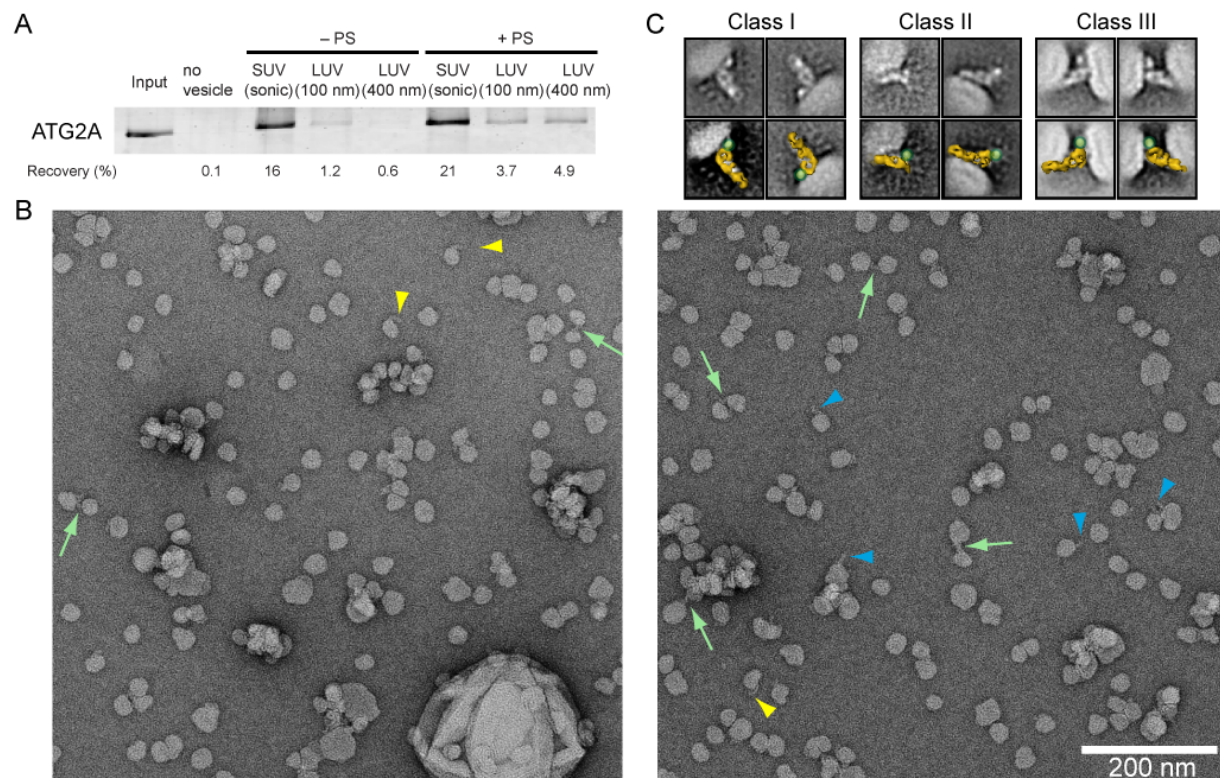 A
– PS
+ PS
Input
no vesicle
SUV (sonic)
LUV (100 nm)
LUV (400 nm)
SUV (sonic)
LUV (100 nm)
LUV (400 nm)
ATG2A
Recovery (%) 0.1 16 1.2 0.6 21 3.7 4.9
B
C
Class I Class II Class III
200 nm